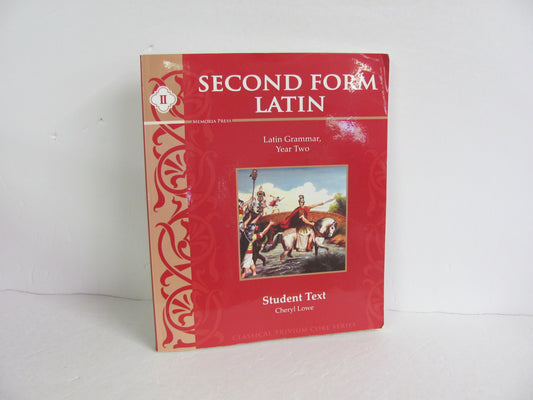 SECOND FORM
LATIN
II
MEMORIA PRESS
Latin Grammar,
Year Two
Student Text
Cheryl Lowe
CLASSICAL TRIVIUM CORE SERIES